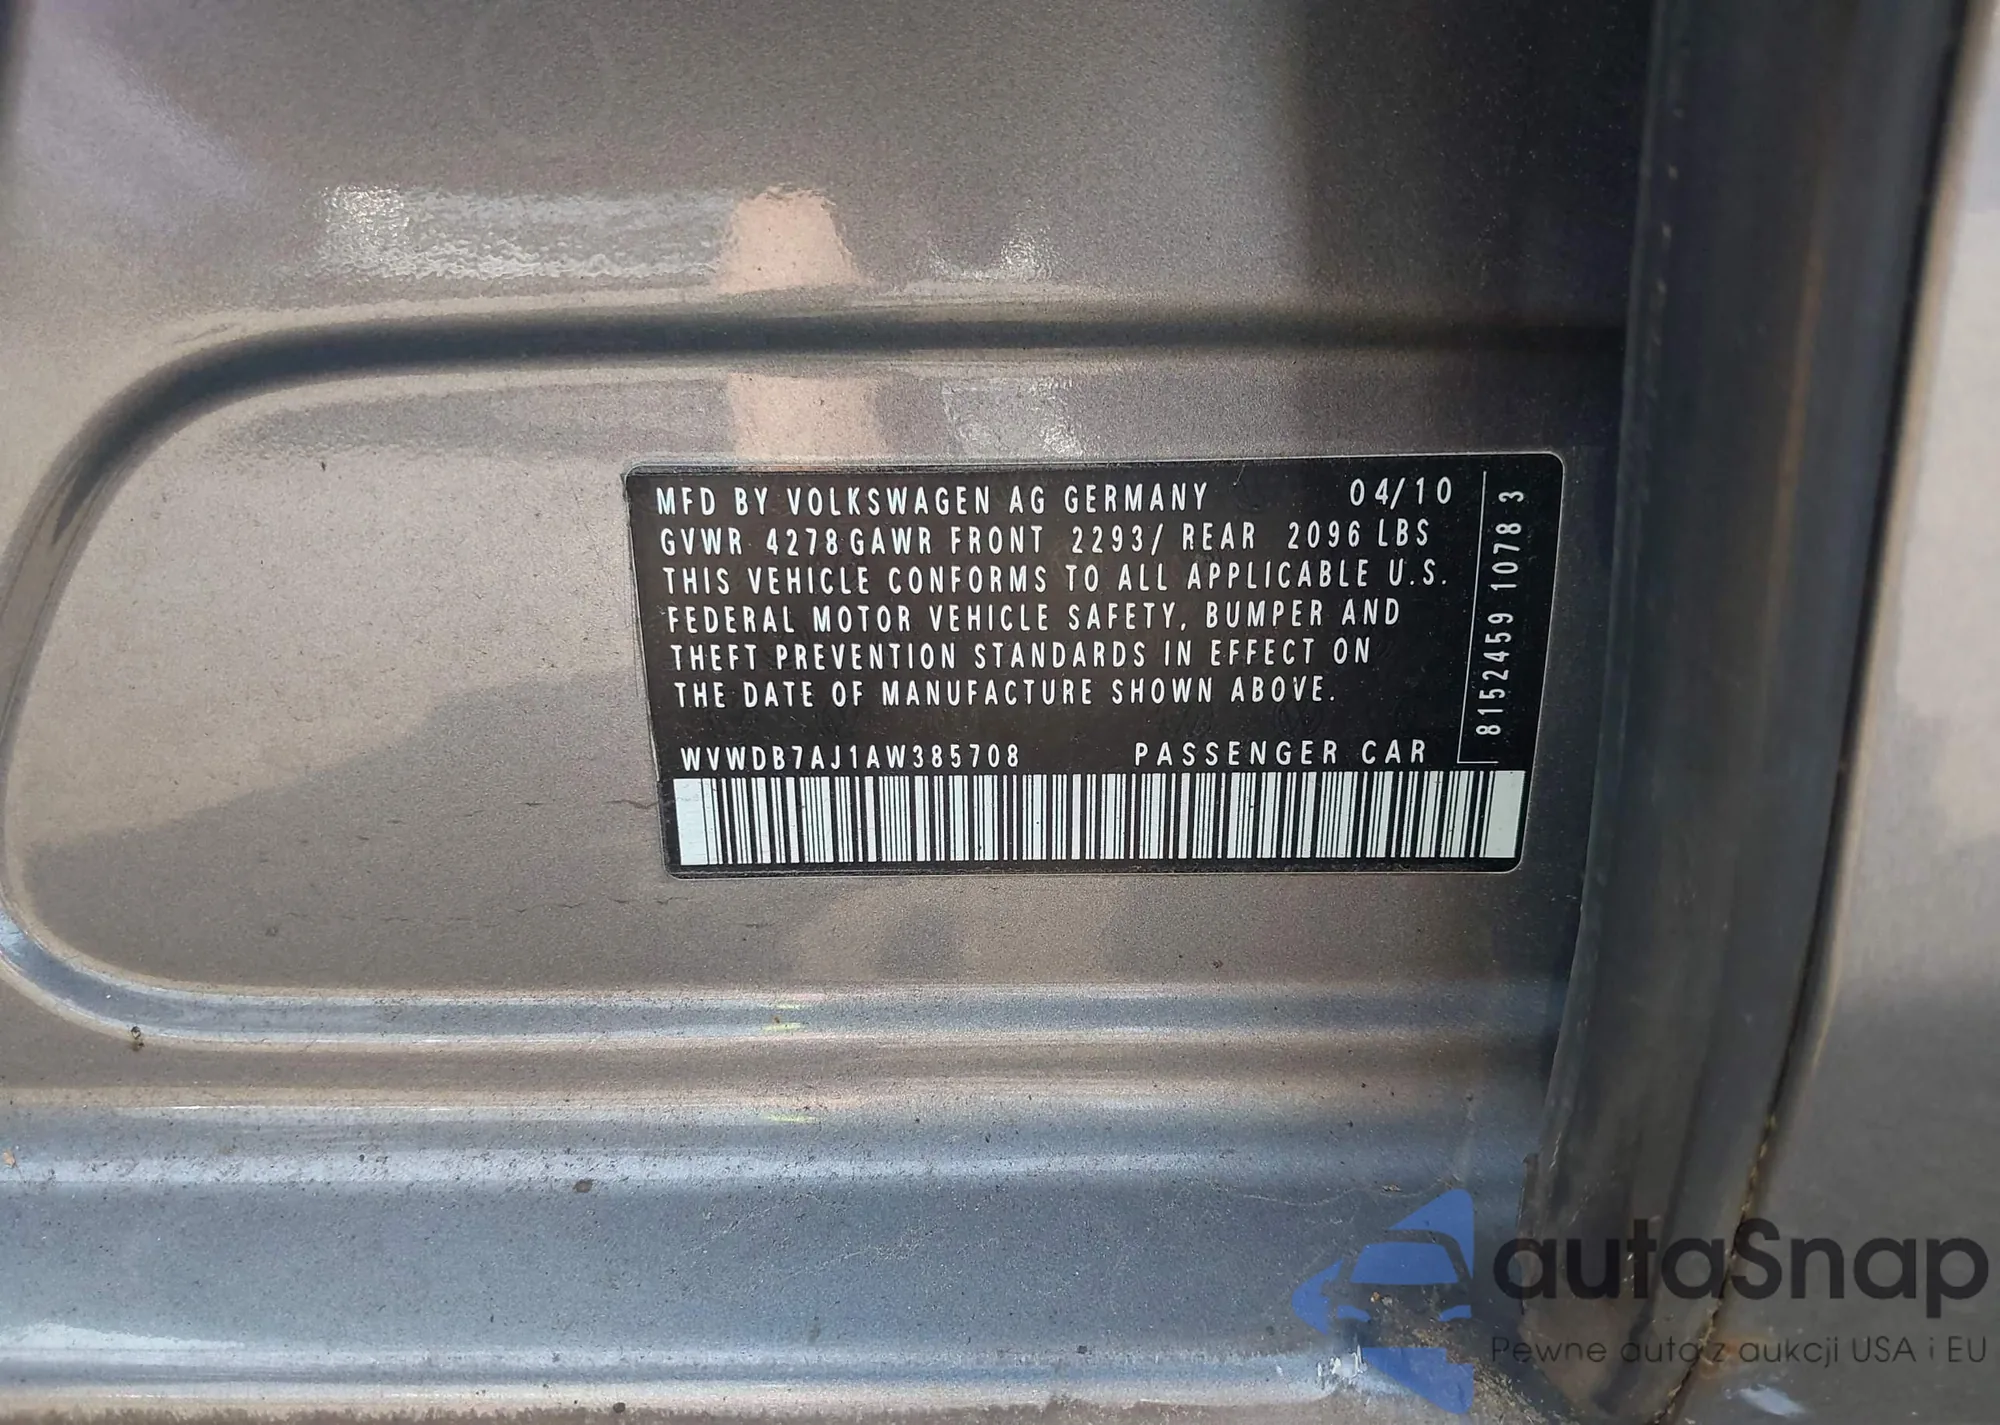 MFD BY VOLKSWAGEN AG GERMANY 04/10
GVWR 4278 GAWR FRONT 2293/ REAR 2096 LBS
THIS VEHICLE CONFORMS TO ALL APPLICABLE U.S.
FEDERAL MOTOR VEHICLE SAFETY, BUMPER AND
THEFT PREVENTION STANDARDS IN EFFECT ON
THE DATE OF MANUFACTURE SHOWN ABOVE.
WVWDB7AJ1AW385708 PASSENGER CAR
8152459 1078 3
autaSnap
Pewne auta z aukcji USA i EU